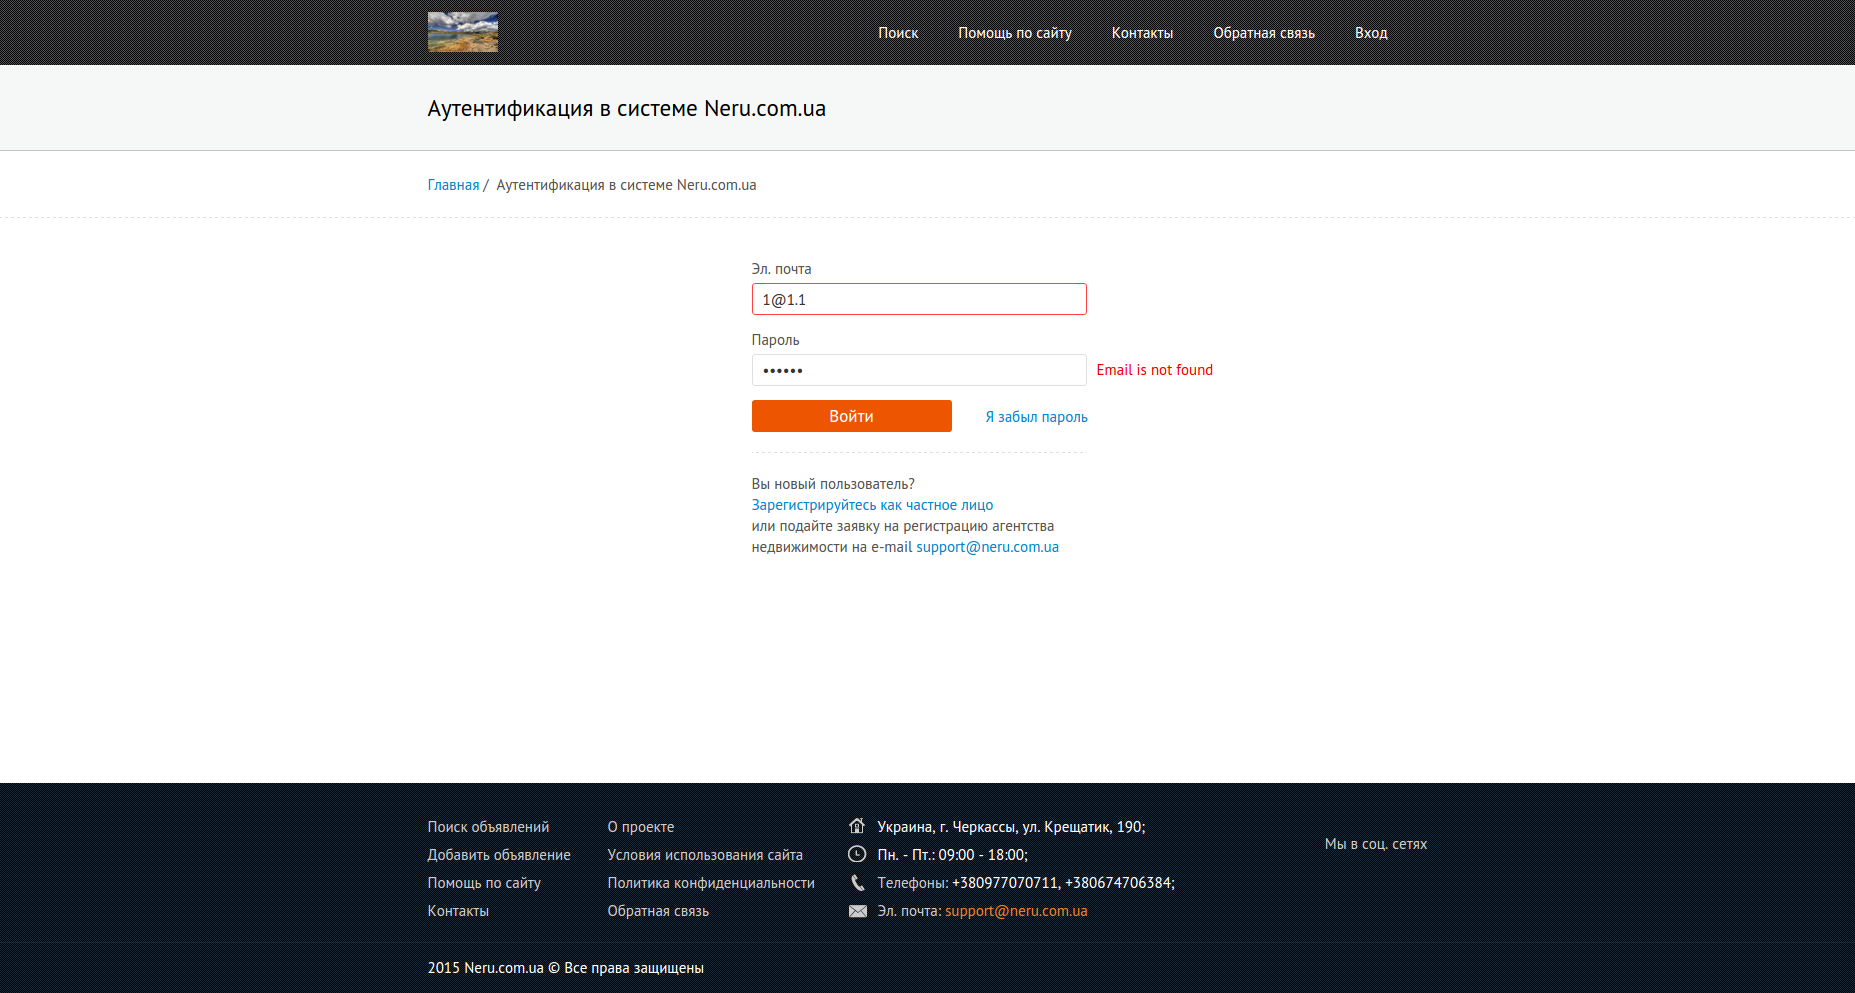 Поиск Помощь по сайту Контакты Обратная связь Вход
Аутентификация в системе Neru.com.ua
Главная / Аутентификация в системе Neru.com.ua
Эл. почта
1@1.1
Пароль
••••••
Email is not found
Войти
Я забыл пароль
Вы новый пользователь?
Зарегистрируйтесь как частное лицо
или подайте заявку на регистрацию агентства
недвижимости на e-mail support@neru.com.ua
Поиск объявлений
Добавить объявление
Помощь по сайту
Контакты
О проекте
Условия использования сайта
Политика конфиденциальности
Обратная связь
Украина, г. Черкассы, ул. Крещатик, 190;
Пн. - Пт.: 09:00 - 18:00;
Телефоны: +380977070711, +380674706384;
Эл. почта: support@neru.com.ua
Мы в соц. сетях
2015 Neru.com.ua © Все права защищены